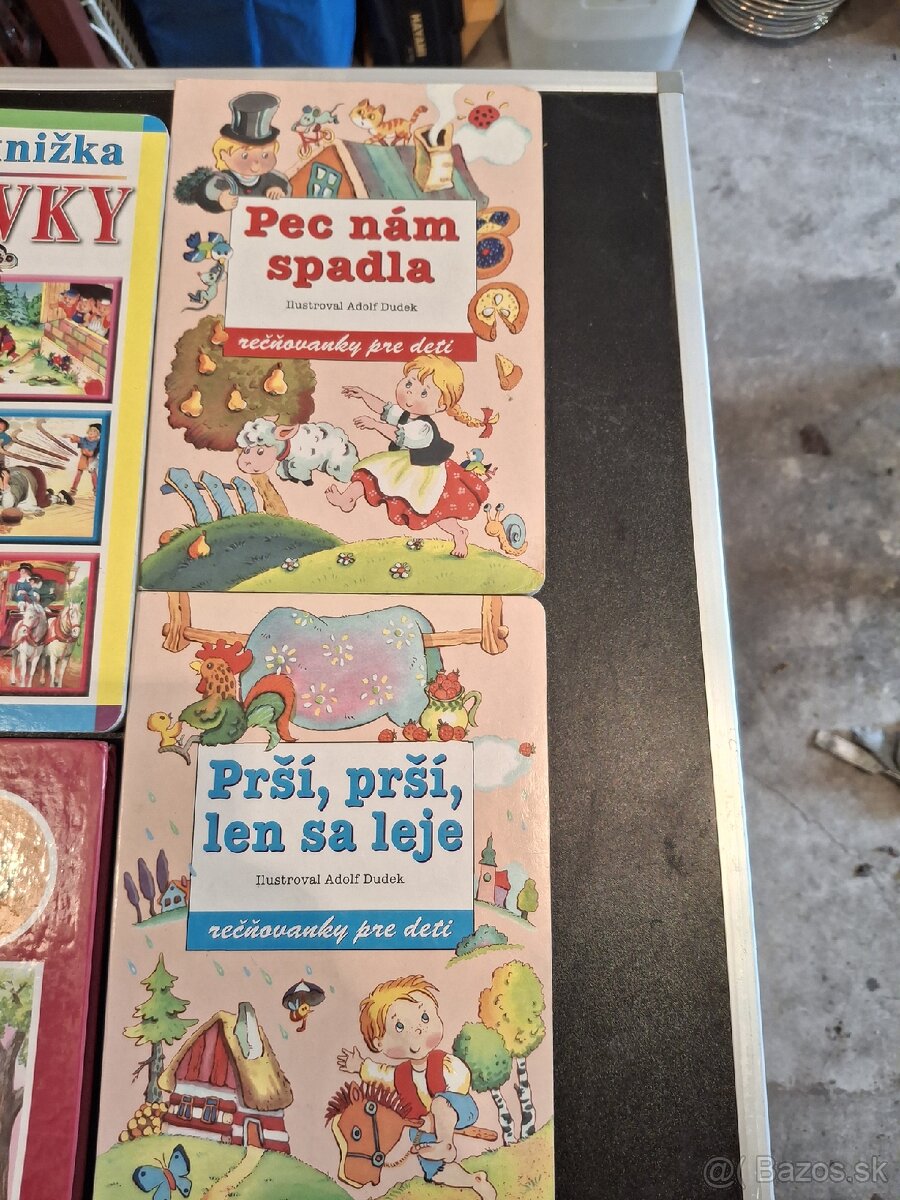 nižka
VKY
Pec nám
spadla
Ilustroval Adolf Dudek
rečňovanky pre deti
Prší, prší,
len sa leje
Ilustroval Adolf Dudek
rečňovanky pre deti
Bazos.sk